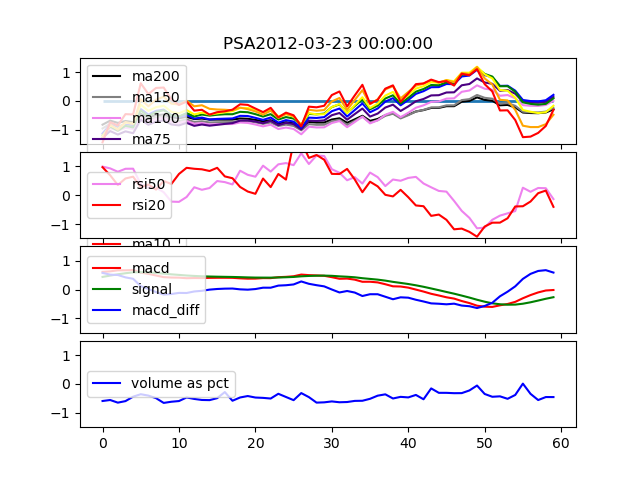 PSA2012-03-23 00:00:00
1
0
−1
ma200
ma150
ma100
ma75
1
0
−1
rsi50
rsi20
ma10
1
0
−1
macd
signal
macd_diff
1
0
−1
volume as pct
0 10 20 30 40 50 60